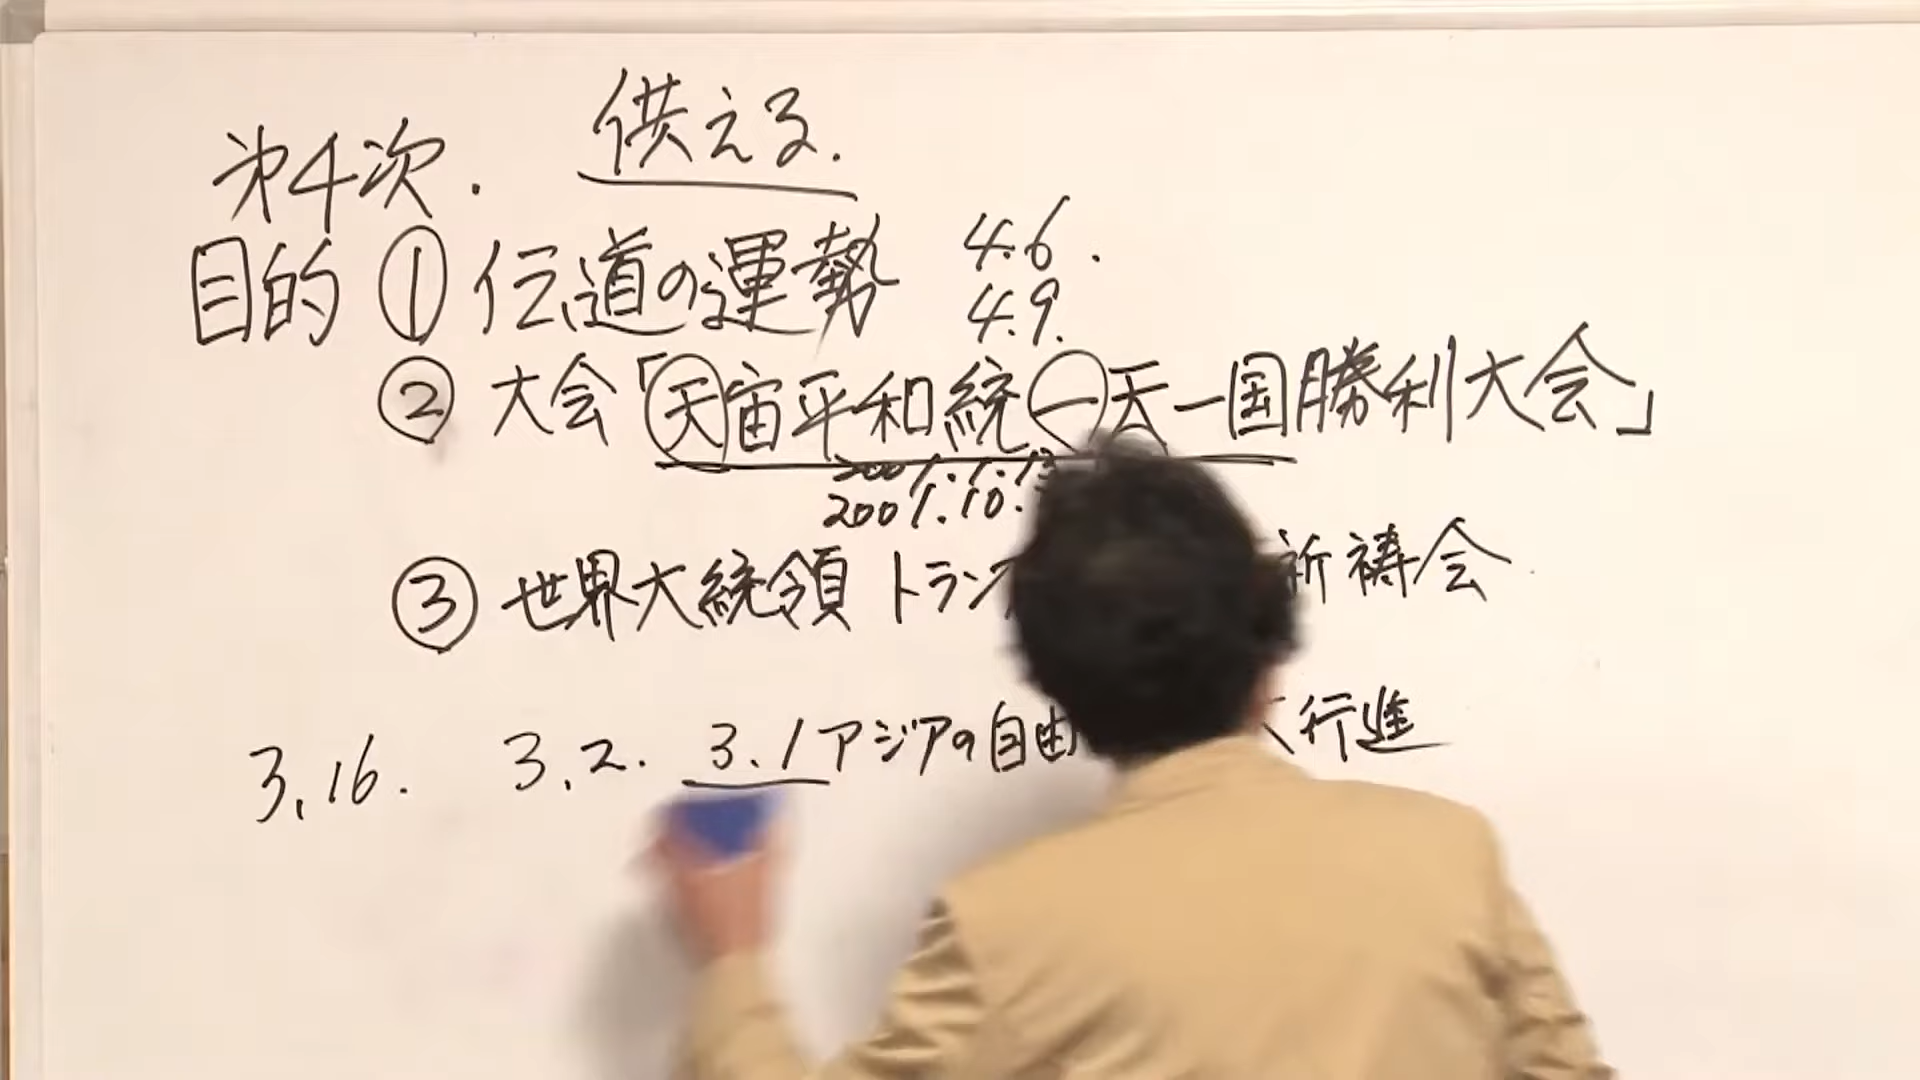 供える.
第4次.
目的 ① 伝道の運勢 4.6.
4.9.
② 大会「天宙平和統一天一国勝利大会」
2001.10.
③ 世界大統領 トラン 祈祷会
3,16. 3,2. 3.1 アジアの自由 行進